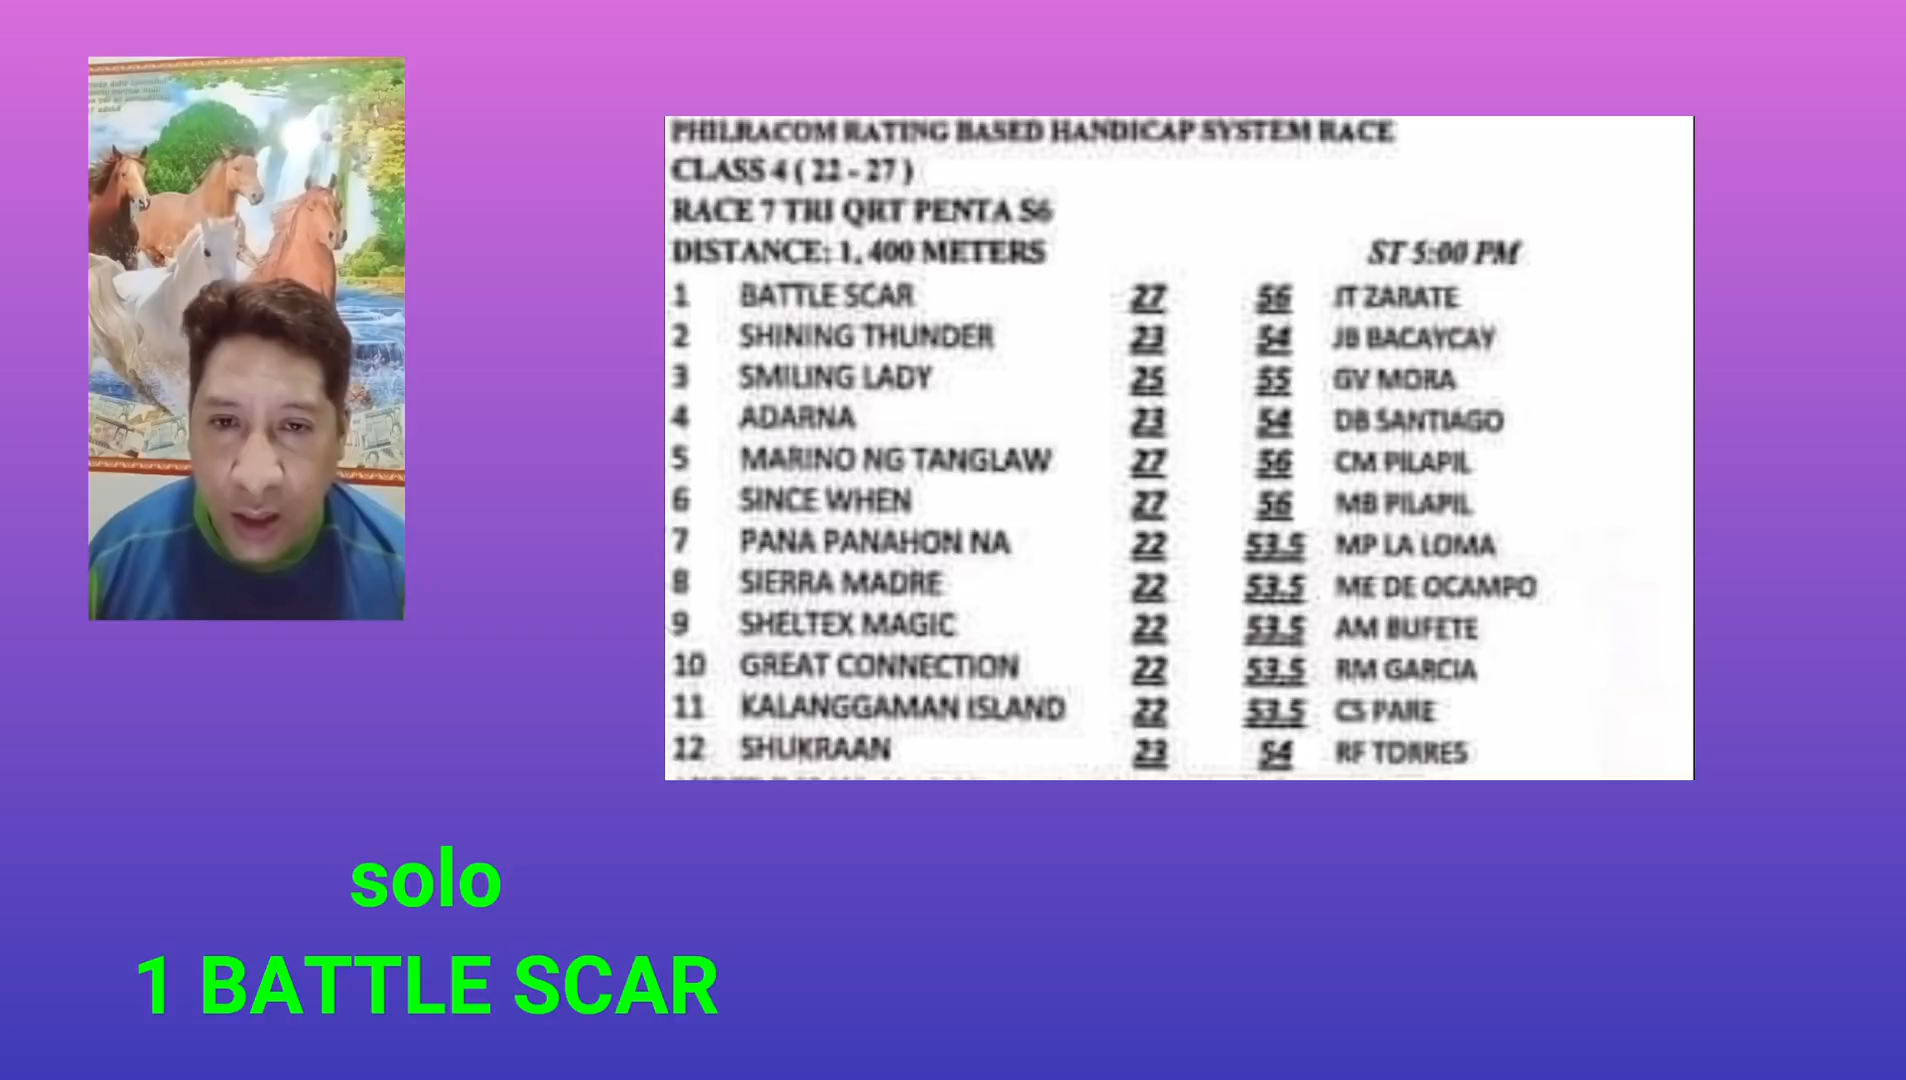 PHILRACOM RATING BASED HANDICAP SYSTEM RACE
CLASS 4 ( 22 - 27 )
RACE 7 TRI QRT PENTA S6
DISTANCE: 1, 400 METERS ST 5:00 PM
1 BATTLE SCAR 27 56 JT ZARATE
2 SHINING THUNDER 23 54 JB BACAYCAY
3 SMILING LADY 25 55 GV MORA
4 ADARNA 23 54 DB SANTIAGO
5 MARINO NG TANGLAW 27 56 CM PILAPIL
6 SINCE WHEN 27 56 MB PILAPIL
7 PANA PANAHON NA 22 53.5 MP LA LOMA
8 SIERRA MADRE 22 53.5 ME DE OCAMPO
9 SHELTEX MAGIC 22 53.5 AM BUFETE
10 GREAT CONNECTION 22 53.5 RM GARCIA
11 KALANGGAMAN ISLAND 22 53.5 CS PARE
12 SHUKRAAN 23 54 RF TORRES
solo
1 BATTLE SCAR